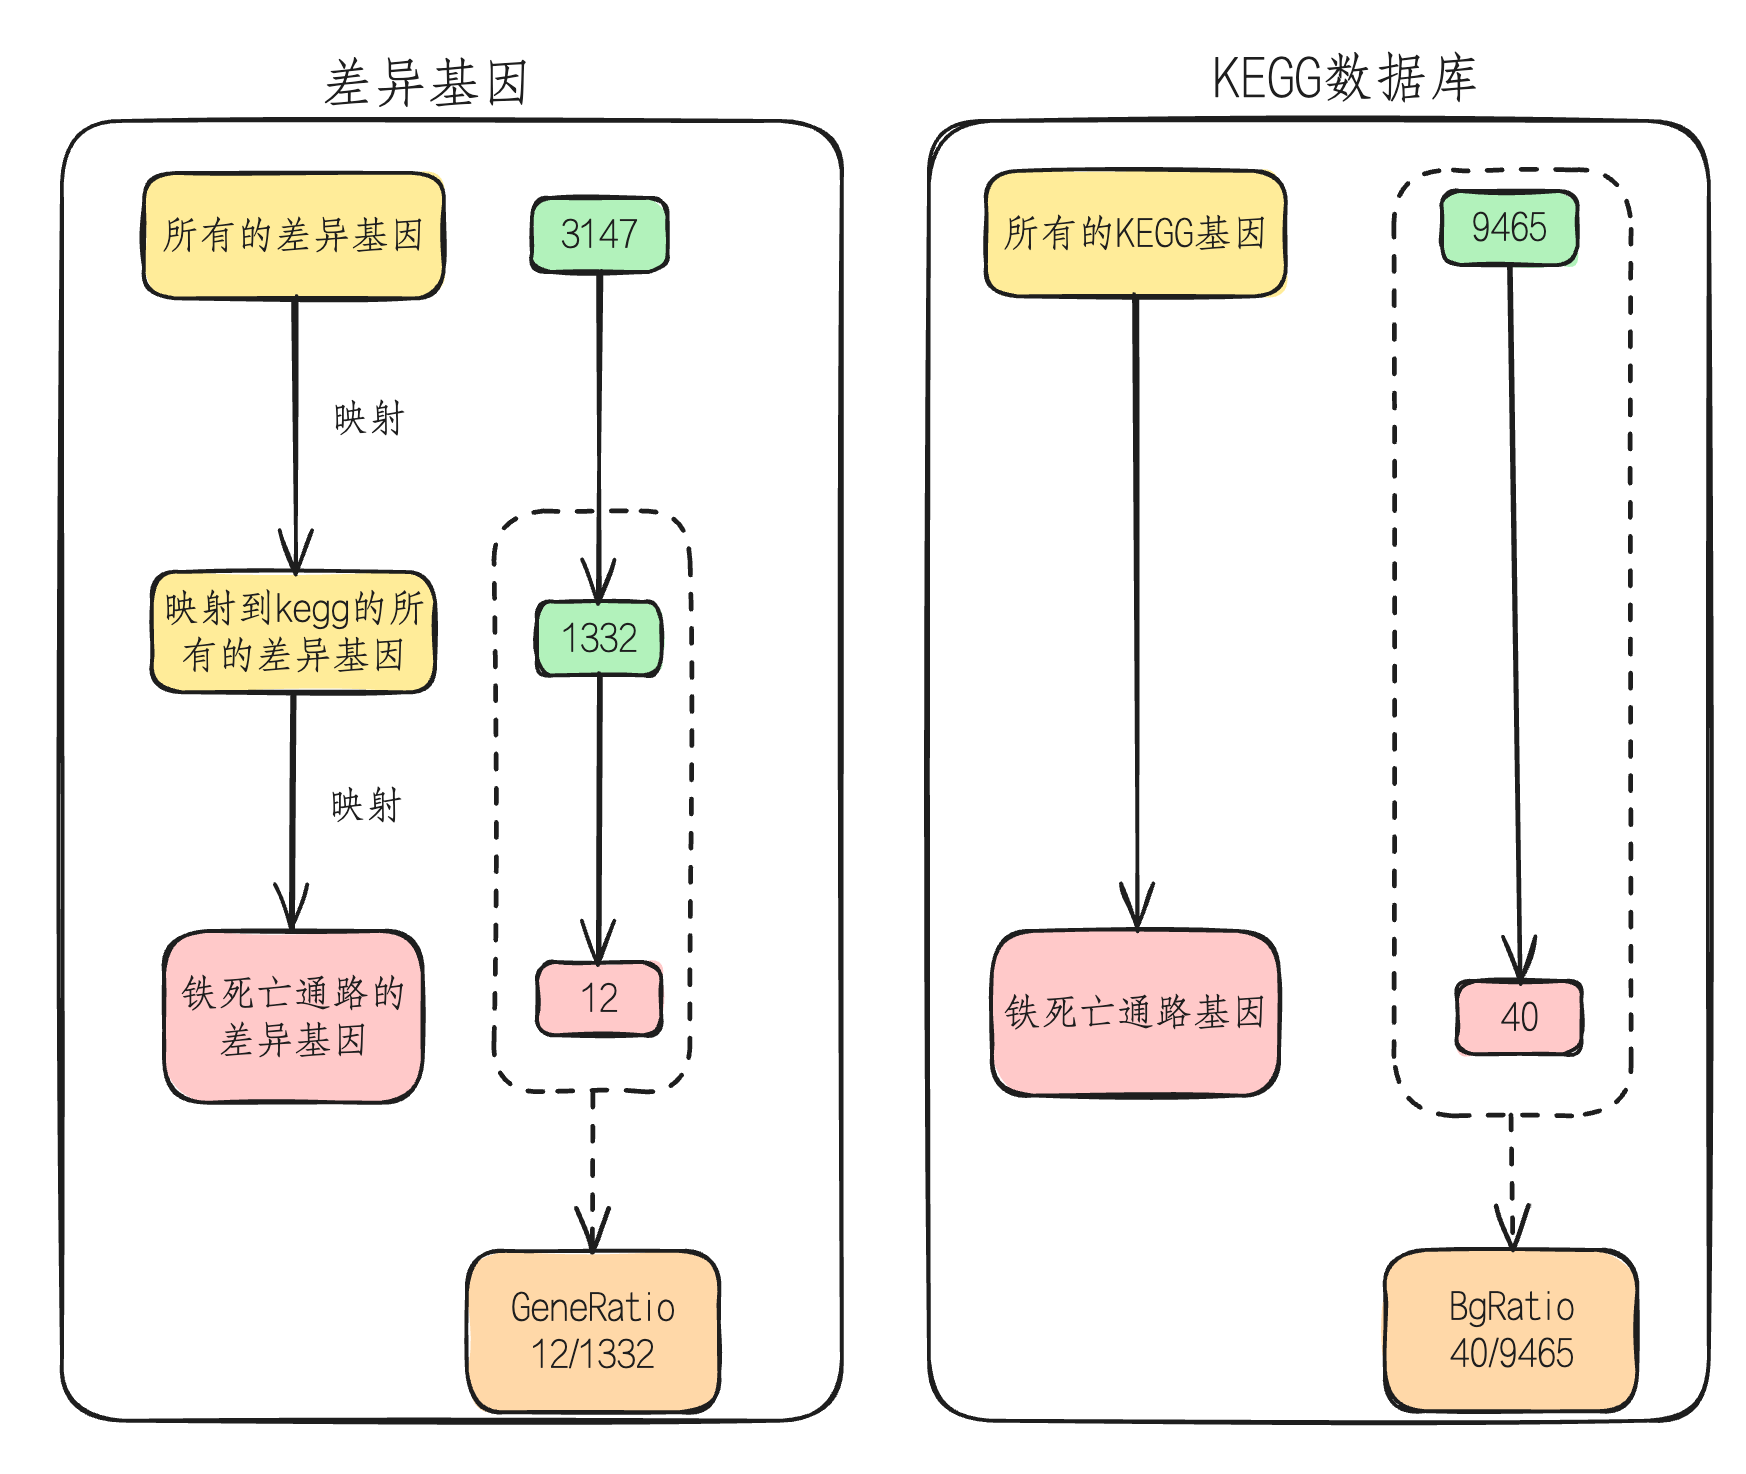 差异基因
所有的差异基因
3147
映射
映射到kegg的所
有的差异基因
1332
映射
铁死亡通路的
差异基因
12
GeneRatio
12/1332
KEGG数据库
所有的KEGG基因
9465
铁死亡通路基因
40
BgRatio
40/9465